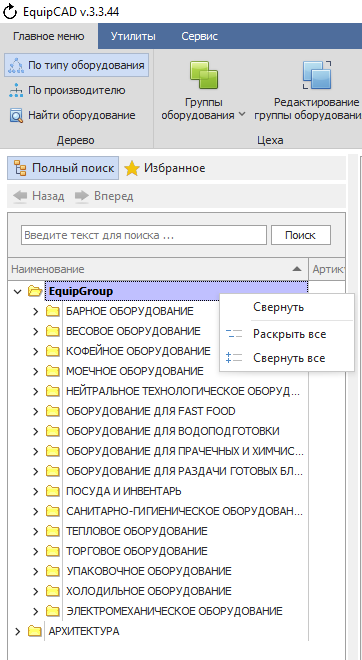 EquipCAD v.3.3.44
Главное меню Утилиты Сервис
По типу оборудования
По производителю
Найти оборудование
Дерево
Группы
оборудования
Редактирование
группы оборудовани
Цеха
Полный поиск Избранное
Назад Вперед
Введите текст для поиска ... Поиск
Наименование Артик
EquipGroup
Свернуть
Раскрыть все
Свернуть все
БАРНОЕ ОБОРУДОВАНИЕ
ВЕСОВОЕ ОБОРУДОВАНИЕ
КОФЕЙНОЕ ОБОРУДОВАНИЕ
МОЕЧНОЕ ОБОРУДОВАНИЕ
НЕЙТРАЛЬНОЕ ТЕХНОЛОГИЧЕСКОЕ ОБОРУД...
ОБОРУДОВАНИЕ ДЛЯ FAST FOOD
ОБОРУДОВАНИЕ ДЛЯ ВОДОПОДГОТОВКИ
ОБОРУДОВАНИЕ ДЛЯ ПРАЧЕЧНЫХ И ХИМЧИС...
ОБОРУДОВАНИЕ ДЛЯ РАЗДАЧИ ГОТОВЫХ БЛ...
ПОСУДА И ИНВЕНТАРЬ
САНИТАРНО-ГИГИЕНИЧЕСКОЕ ОБОРУДОВАН...
ТЕПЛОВОЕ ОБОРУДОВАНИЕ
ТОРГОВОЕ ОБОРУДОВАНИЕ
УПАКОВОЧНОЕ ОБОРУДОВАНИЕ
ХОЛОДИЛЬНОЕ ОБОРУДОВАНИЕ
ЭЛЕКТРОМЕХАНИЧЕСКОЕ ОБОРУДОВАНИЕ
АРХИТЕКТУРА